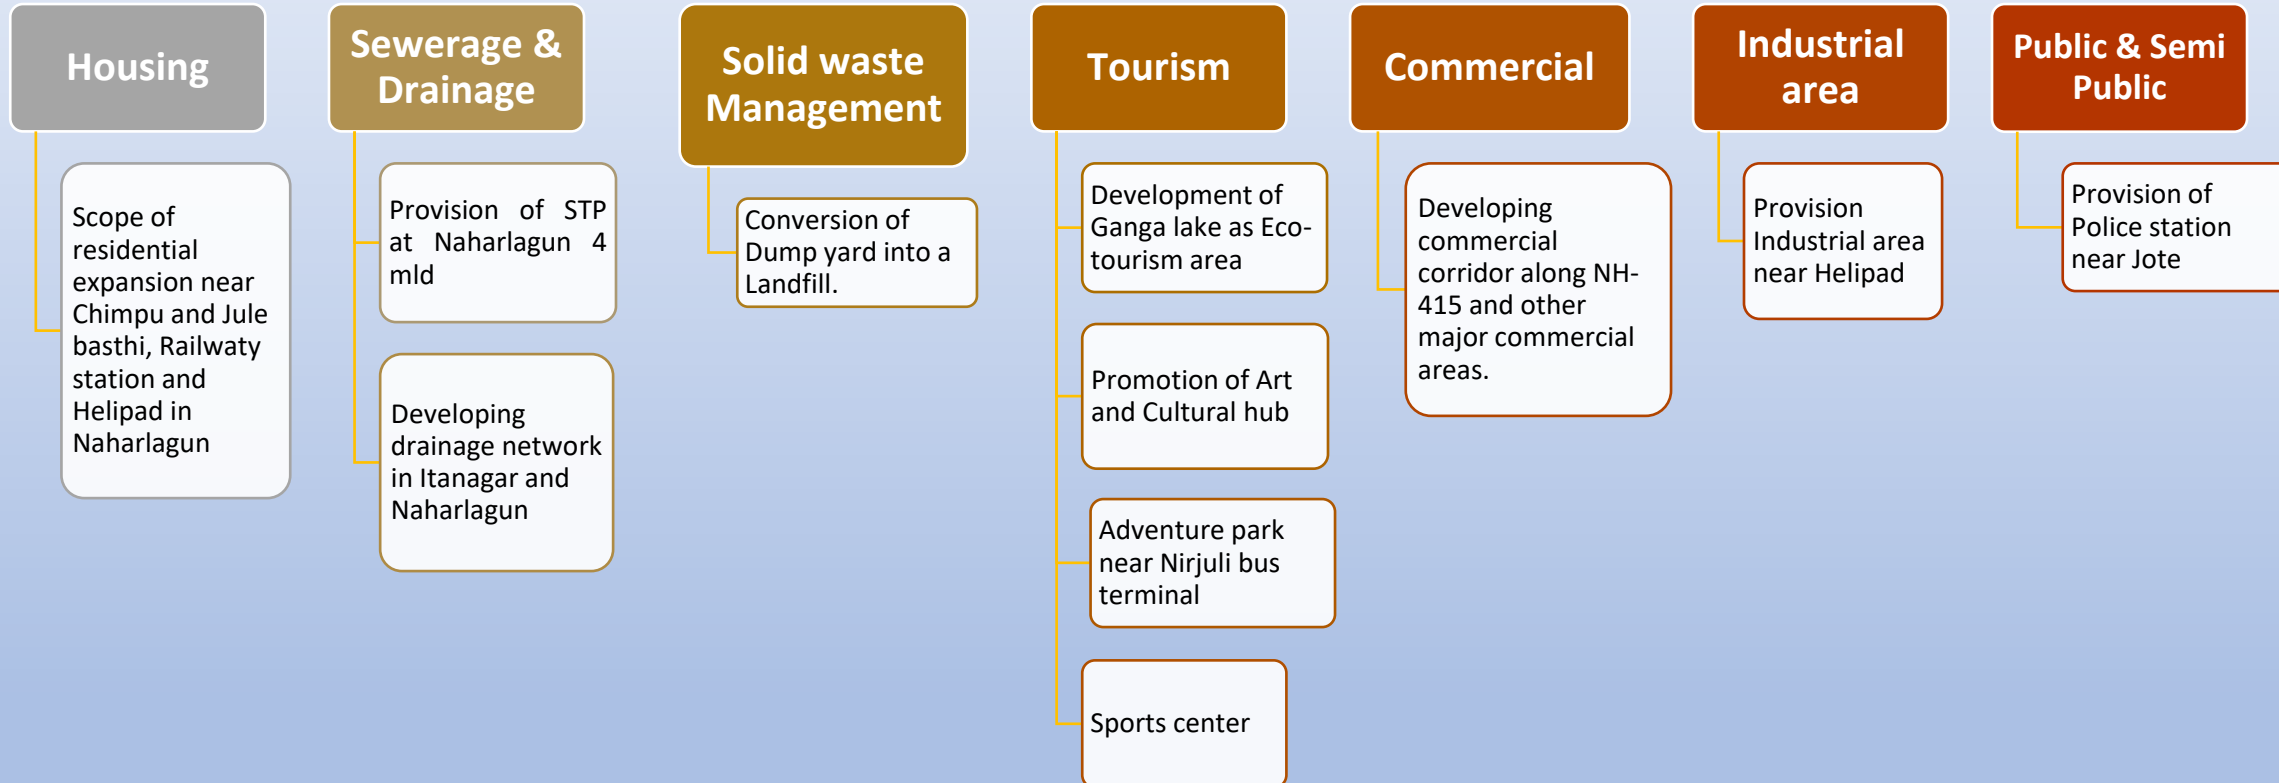 Housing
Scope of
residential
expansion near
Chimpu and Jule
basthi, Railwaty
station and
Helipad in
Naharlagun
Sewerage &
Drainage
Provision of STP
at Naharlagun 4
mld
Developing
drainage network
in Itanagar and
Naharlagun
Solid waste
Management
Conversion of
Dump yard into a
Landfill.
Tourism
Development of
Ganga lake as Eco-
tourism area
Promotion of Art
and Cultural hub
Adventure park
near Nirjuli bus
terminal
Sports center
Commercial
Developing
commercial
corridor along NH-
415 and other
major commercial
areas.
Industrial
area
Provision
Industrial area
near Helipad
Public & Semi
Public
Provision of
Police station
near Jote